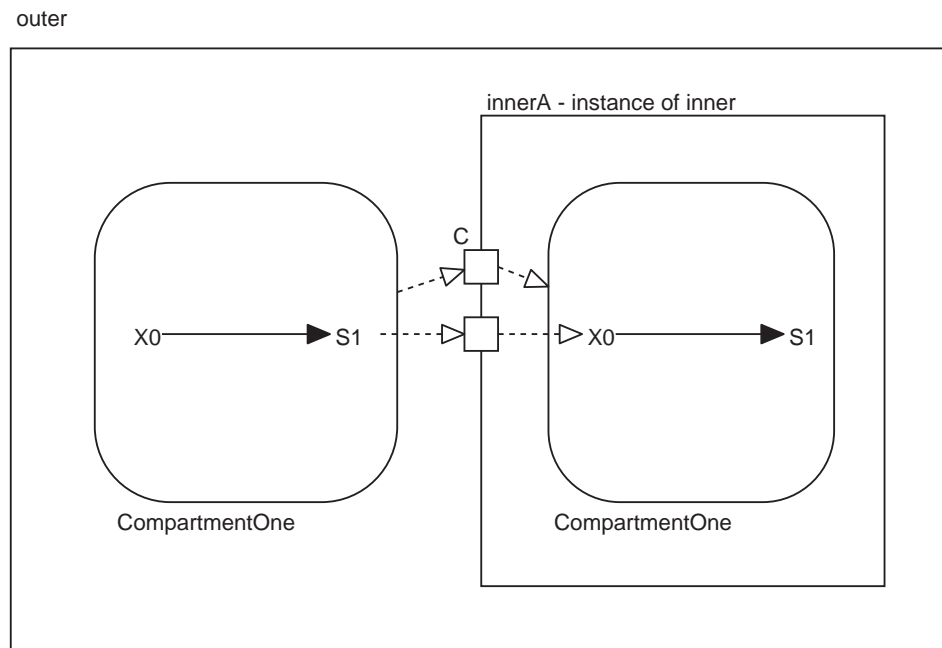 outer
innerA - instance of inner
C
X0
S1
X0
S1
CompartmentOne
CompartmentOne